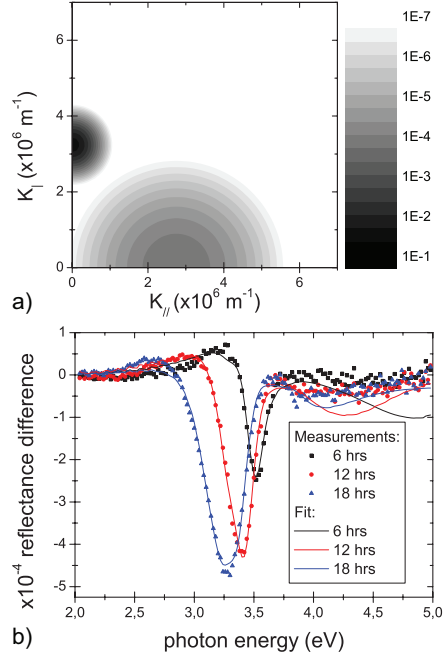 6
4
2
0
0
2
4
6
K| (x10⁶ m⁻¹)
K// (x10⁶ m⁻¹)
1E-7
1E-6
1E-5
1E-4
1E-3
1E-2
1E-1
a)
1
0
-1
-2
-3
-4
-5
x10⁻⁴ reflectance difference
Measurements:
6 hrs
12 hrs
18 hrs
Fit:
6 hrs
12 hrs
18 hrs
2,0
2,5
3,0
3,5
4,0
4,5
5,0
photon energy (eV)
b)